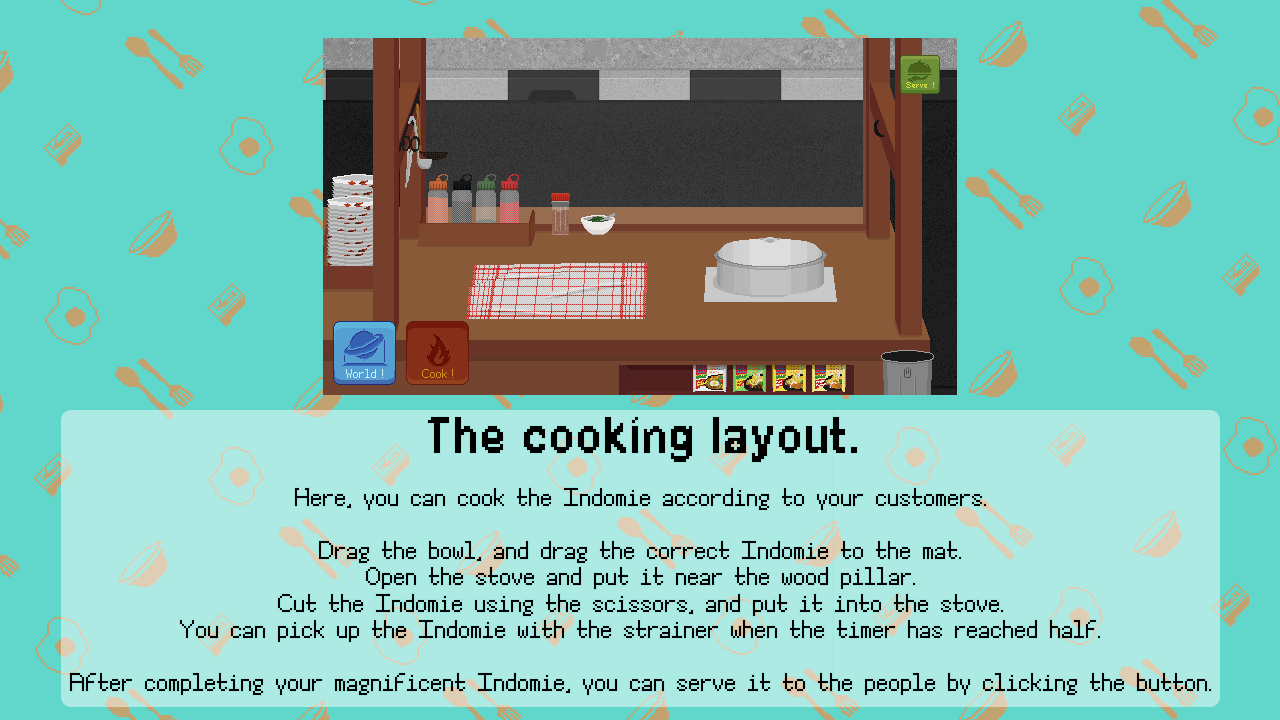 Serve !
World !
Cook !
The cooking layout.
Here, you can cook the Indomie according to your customers.
Drag the bowl, and drag the correct Indomie to the mat.
Open the stove and put it near the wood pillar.
Cut the Indomie using the scissors, and put it into the stove.
You can pick up the Indomie with the strainer when the timer has reached half.
After completing your magnificent Indomie, you can serve it to the people by clicking the button.